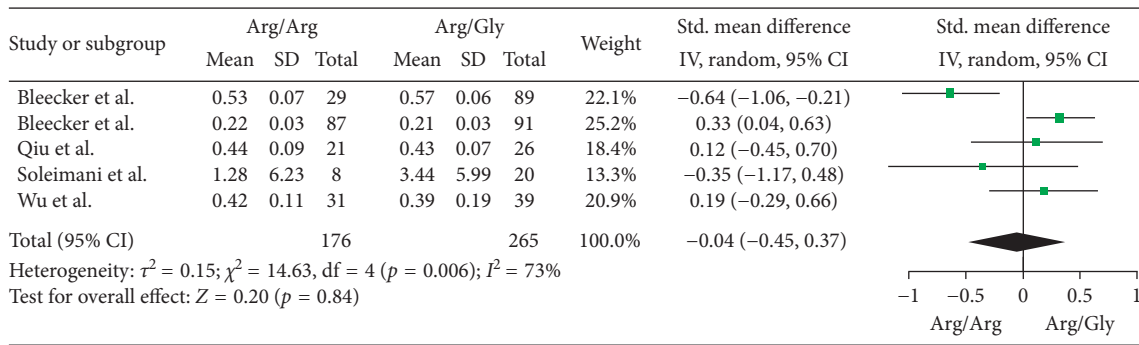 Study or subgroup Arg/Arg Arg/Gly Weight Std. mean difference Std. mean difference
Mean SD Total Mean SD Total IV, random, 95% CI IV, random, 95% CI
Bleecker et al. 0.53 0.07 29 0.57 0.06 89 22.1% −0.64 (−1.06, −0.21)
Bleecker et al. 0.22 0.03 87 0.21 0.03 91 25.2% 0.33 (0.04, 0.63)
Qiu et al. 0.44 0.09 21 0.43 0.07 26 18.4% 0.12 (−0.45, 0.70)
Soleimani et al. 1.28 6.23 8 3.44 5.99 20 13.3% −0.35 (−1.17, 0.48)
Wu et al. 0.42 0.11 31 0.39 0.19 39 20.9% 0.19 (−0.29, 0.66)
Total (95% CI) 176 265 100.0% −0.04 (−0.45, 0.37)
Heterogeneity: τ² = 0.15; χ² = 14.63, df = 4 (p = 0.006); I² = 73%
Test for overall effect: Z = 0.20 (p = 0.84)
−1 −0.5 0 0.5 1
Arg/Arg Arg/Gly